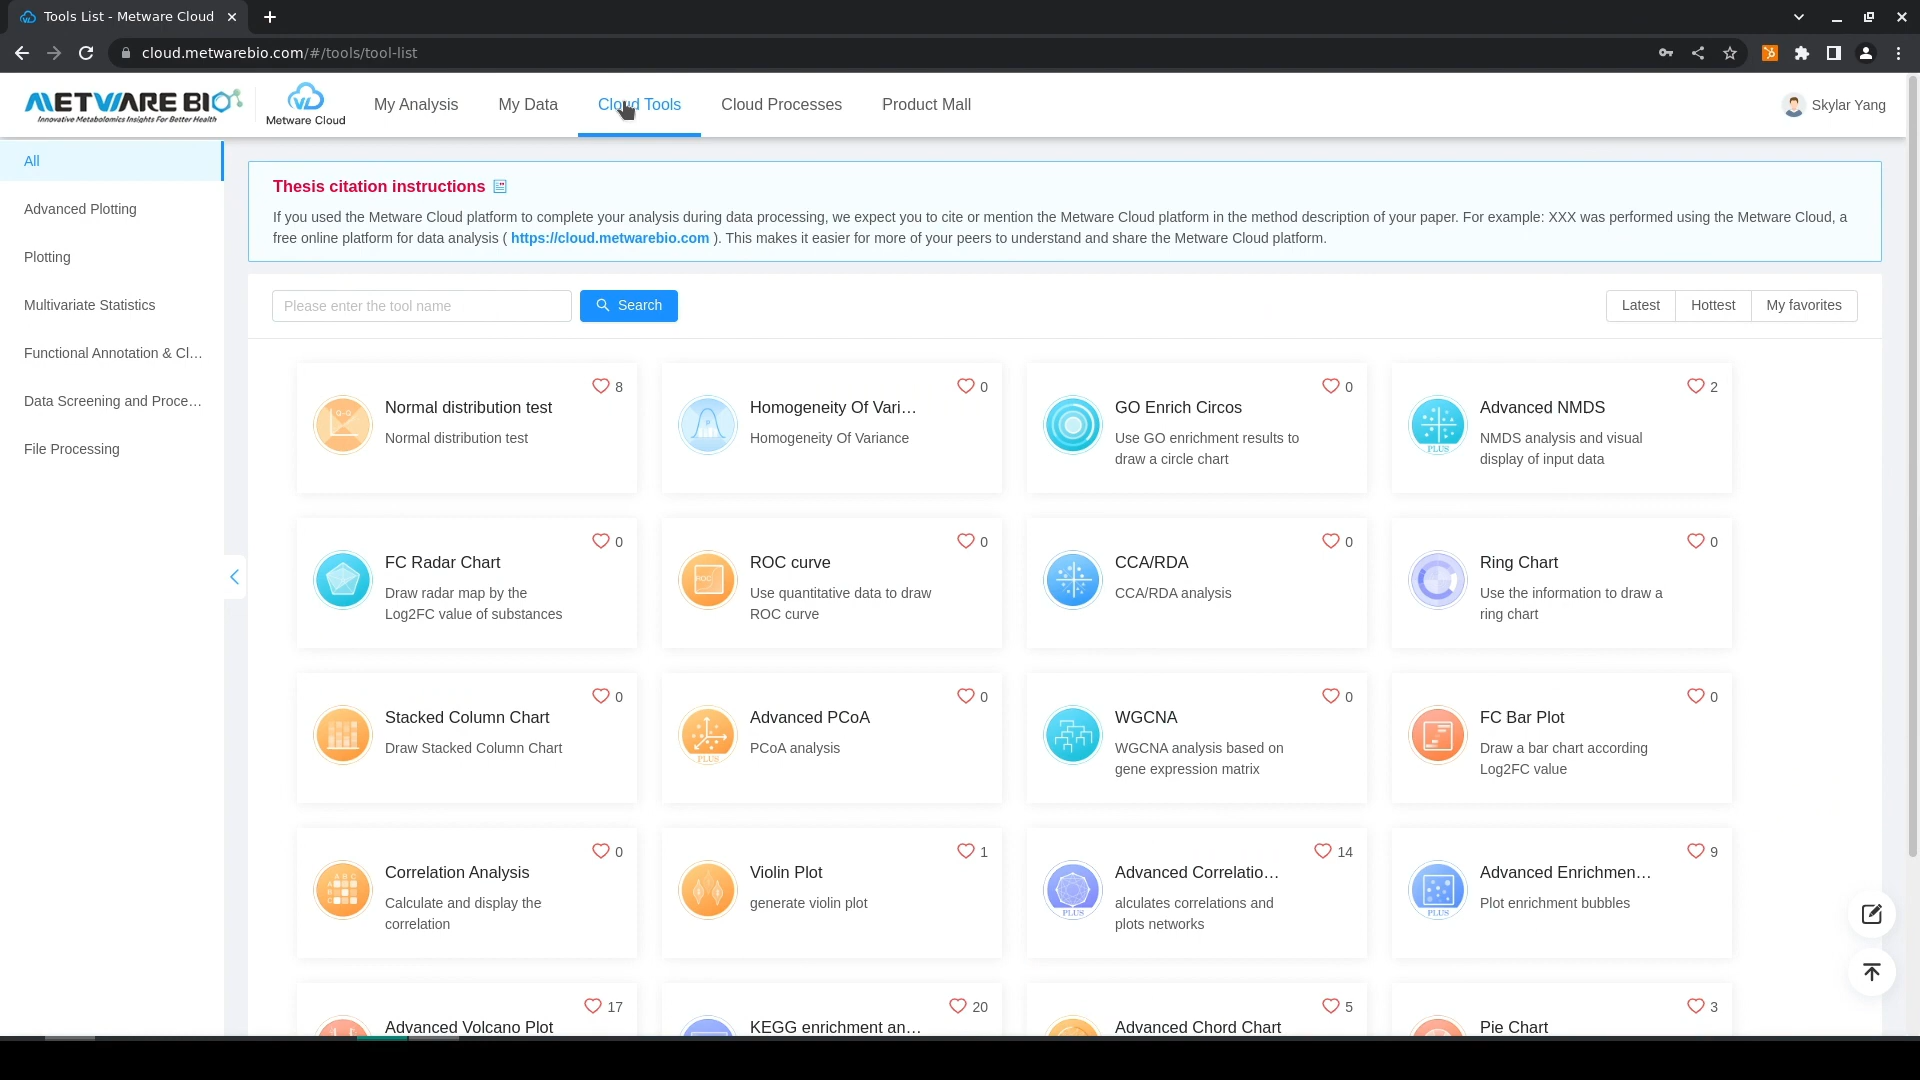 Tools List - Metware Cloud
cloud.metwarebio.com/#/tools/tool-list
METWARE BIO
Innovative Metabolomics Insights For Better Health
Metware Cloud
My Analysis
My Data
Cloud Tools
Cloud Processes
Product Mall
Skylar Yang
All
Advanced Plotting
Plotting
Multivariate Statistics
Functional Annotation & Cl...
Data Screening and Proce...
File Processing
Thesis citation instructions
If you used the Metware Cloud platform to complete your analysis during data processing, we expect you to cite or mention the Metware Cloud platform in the method description of your paper. For example: XXX was performed using the Metware Cloud, a
free online platform for data analysis ( https://cloud.metwarebio.com ). This makes it easier for more of your peers to understand and share the Metware Cloud platform.
Please enter the tool name
Search
Latest
Hottest
My favorites
8
Normal distribution test
Normal distribution test
0
Homogeneity Of Vari...
Homogeneity Of Variance
0
GO Enrich Circos
Use GO enrichment results to
draw a circle chart
2
Advanced NMDS
NMDS analysis and visual
display of input data
PLUS
0
FC Radar Chart
Draw radar map by the
Log2FC value of substances
0
ROC curve
Use quantitative data to draw
ROC curve
ROC
0
CCA/RDA
CCA/RDA analysis
0
Ring Chart
Use the information to draw a
ring chart
0
Stacked Column Chart
Draw Stacked Column Chart
0
Advanced PCoA
PCoA analysis
PLUS
0
WGCNA
WGCNA analysis based on
gene expression matrix
0
FC Bar Plot
Draw a bar chart according
Log2FC value
0
Correlation Analysis
Calculate and display the
correlation
1
Violin Plot
generate violin plot
14
Advanced Correlatio...
alculates correlations and
plots networks
PLUS
9
Advanced Enrichmen...
Plot enrichment bubbles
PLUS
17
Advanced Volcano Plot
20
KEGG enrichment an...
5
Advanced Chord Chart
3
Pie Chart